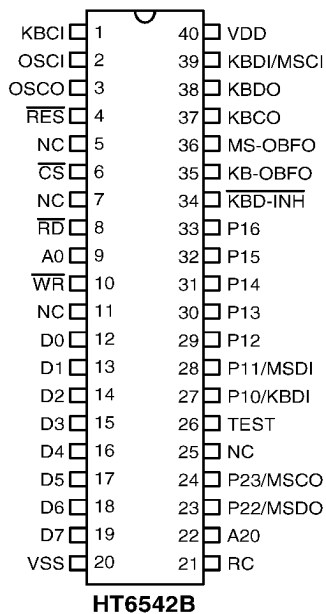 KBCI 1 40 VDD
OSCI 2 39 KBDI/MSCI
OSCO 3 38 KBDO
RES 4 37 KBCO
NC 5 36 MS-OBFO
CS 6 35 KB-OBFO
NC 7 34 KBD-INH
RD 8 33 P16
A0 9 32 P15
WR 10 31 P14
NC 11 30 P13
D0 12 29 P12
D1 13 28 P11/MSDI
D2 14 27 P10/KBDI
D3 15 26 TEST
D4 16 25 NC
D5 17 24 P23/MSCO
D6 18 23 P22/MSDO
D7 19 22 A20
VSS 20 21 RC
HT6542B